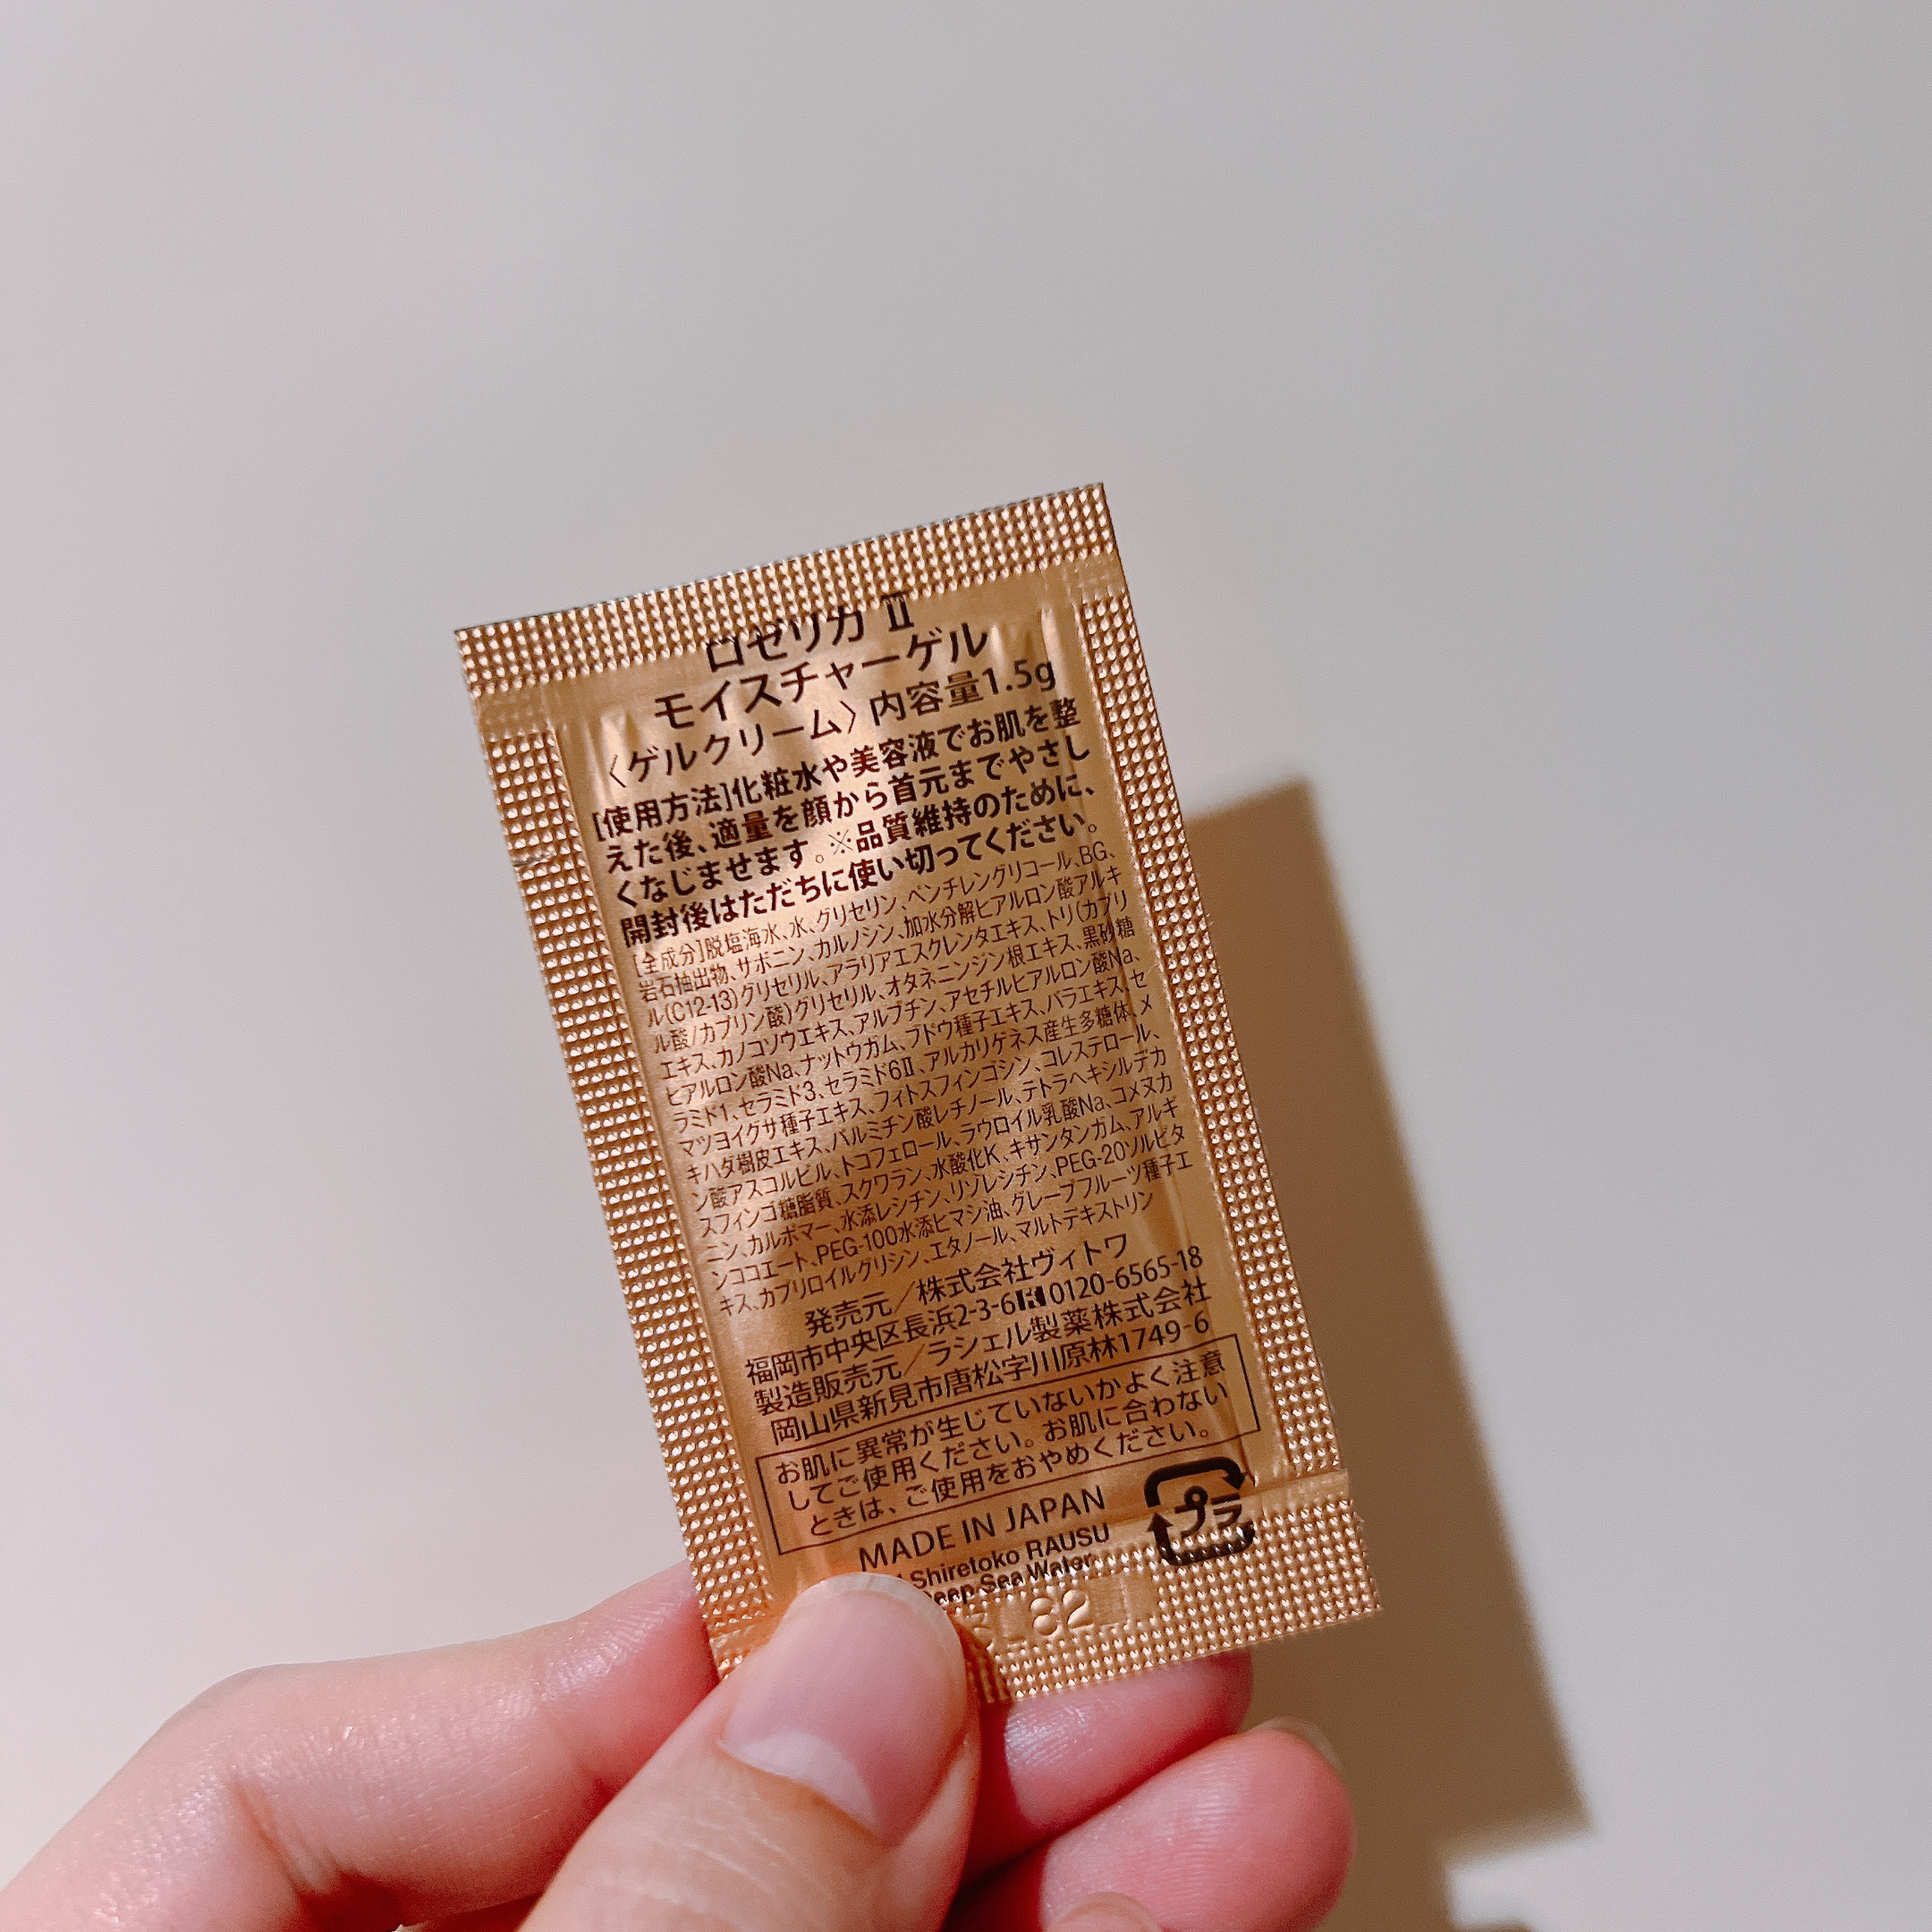 ロゼリカ Ⅱ
モイスチャーゲル
〈ゲルクリーム〉内容量1.5g
[使用方法]化粧水や美容液でお肌を整
えた後、適量を顔から首元までやさし
くなじませます。※品質維持のために、
開封後はただちに使い切ってください。
[全成分]脱塩海水、水、グリセリン、ペンチレングリコール、BG、
岩石抽出物、サポニン、カルノシン、加水分解ヒアルロン酸アルキ
ル(C12-13)グリセリル、アラリアエスクレンタエキス、トリ(カプリ
ル酸/カプリン酸)グリセリル、オタネニンジン根エキス、黒砂糖
エキス、カノコソウエキス、アルブチン、アセチルヒアルロン酸Na、
ヒアルロン酸Na、ナットウガム、ブドウ種子エキス、バラエキス、セ
ラミド1、セラミド3、セラミド6Ⅱ、アルカリゲネス産生多糖体、メ
マツヨイグサ種子エキス、フィトスフィンゴシン、コレステロール、
キハダ樹皮エキス、パルミチン酸レチノール、テトラヘキシルデカ
ン酸アスコルビル、トコフェロール、ラウロイル乳酸Na、コメヌカ
スフィンゴ糖脂質、スクワラン、水酸化K、キサンタンガム、アルギ
ニン、カルボマー、水添レシチン、リゾレシチン、PEG-20ソルビタ
ンココエート、PEG-100水添ヒマシ油、グレープフルーツ種子エ
キス、カプリロイルグリシン、エタノール、マルトデキストリン
発売元／株式会社ヴィトワ
福岡市中央区長浜2-3-6 0120-6565-18
製造販売元／ラシェル製薬株式会社
岡山県新見市唐松字川原林1749-6
お肌に異常が生じていないかよく注意
してご使用ください。お肌に合わない
ときは、ご使用をおやめください。
MADE IN JAPAN
プラ
Shiretoko RAUSU
Deep Sea Water
82